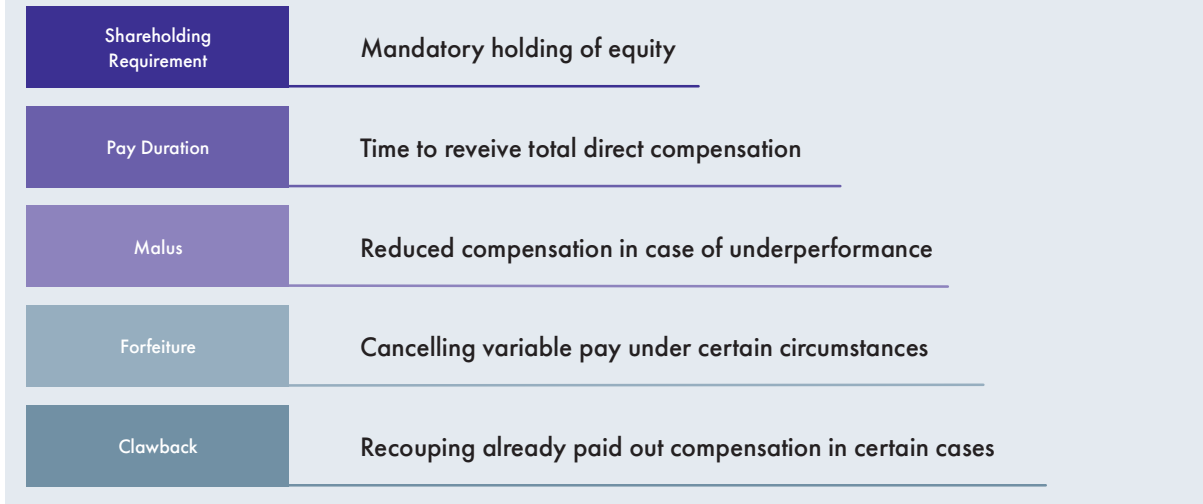 Shareholding
Requirement
Mandatory holding of equity
Pay Duration
Time to reveive total direct compensation
Malus
Reduced compensation in case of underperformance
Forfeiture
Cancelling variable pay under certain circumstances
Clawback
Recouping already paid out compensation in certain cases